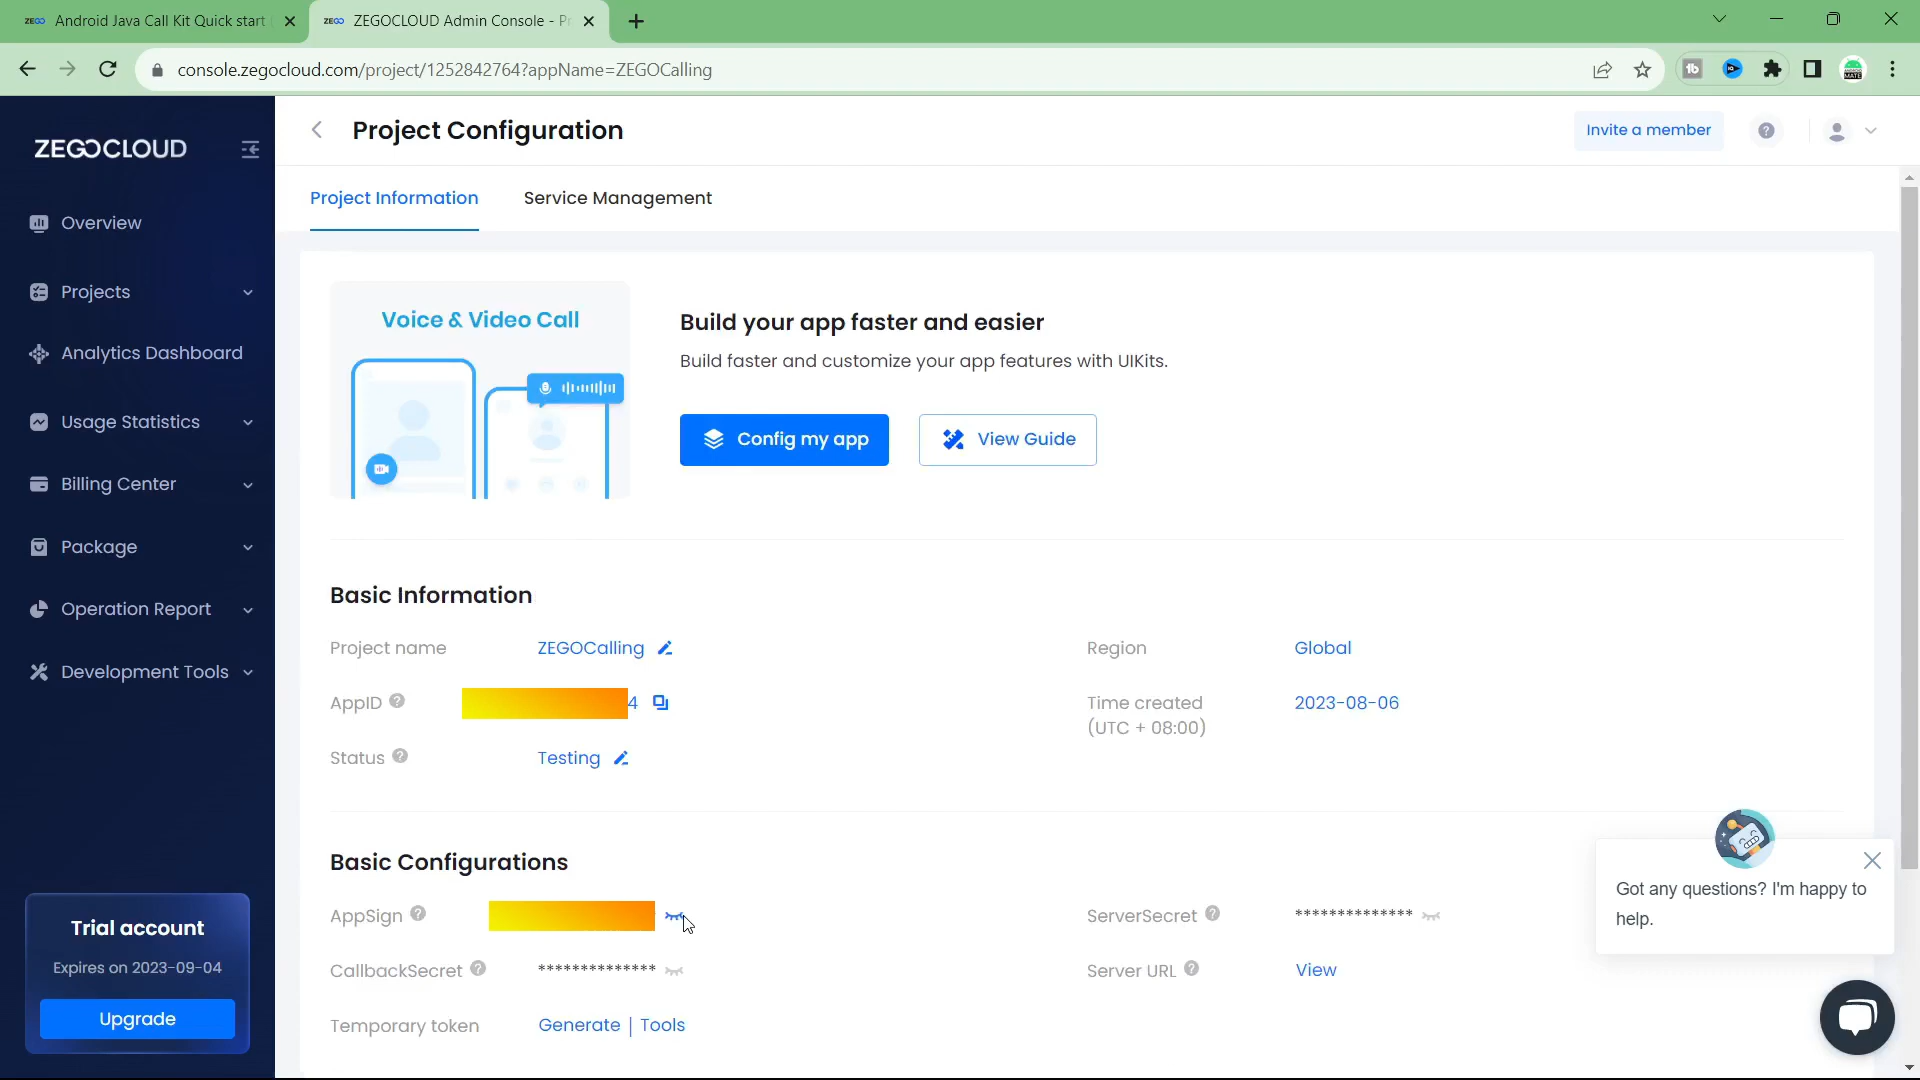 Android Java Call Kit Quick start
ZEGOCLOUD Admin Console - Pr
console.zegocloud.com/project/1252842764?appName=ZEGOCalling
ZEGOCLOUD
Project Configuration
Invite a member
Project Information
Service Management
Overview
Projects
Analytics Dashboard
Usage Statistics
Billing Center
Package
Operation Report
Development Tools
Trial account
Expires on 2023-09-04
Upgrade
Voice & Video Call
Build your app faster and easier
Build faster and customize your app features with UIKits.
Config my app
View Guide
Basic Information
Project name ZEGOCalling
Region Global
AppID 4
Time created
(UTC + 08:00)
2023-08-06
Status Testing
Basic Configurations
AppSign
ServerSecret **************
CallbackSecret **************
Server URL View
Temporary token Generate | Tools
Got any questions? I'm happy to
help.